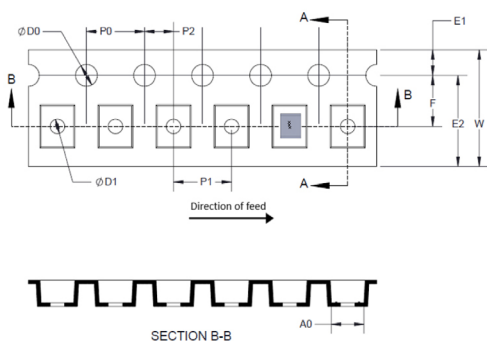 A
E1
ØD0
P0
P2
B
B
F
E2
W
ØD1
P1
A
Direction of feed
A0
SECTION B-B